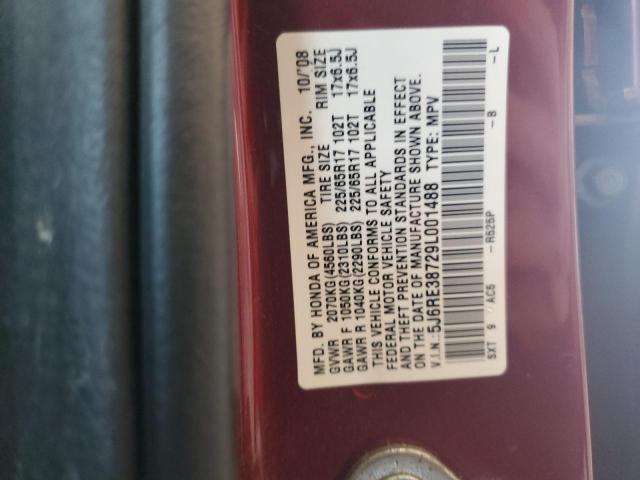 MFD. BY HONDA OF AMERICA MFG., INC. 10/'08
GVWR 2070KG(4560LBS) TIRE SIZE RIM SIZE
GAWR F 1050KG(2310LBS) 225/65R17 102T 17x6.5J
GAWR R 1040KG(2290LBS) 225/65R17 102T 17x6.5J
THIS VEHICLE CONFORMS TO ALL APPLICABLE
FEDERAL MOTOR VEHICLE SAFETY
AND THEFT PREVENTION STANDARDS IN EFFECT
ON THE DATE OF MANUFACTURE SHOWN ABOVE.
V.I.N: 5J6RE38729L001488 TYPE: MPV
SXT 9 AC5 -R525P -B -L